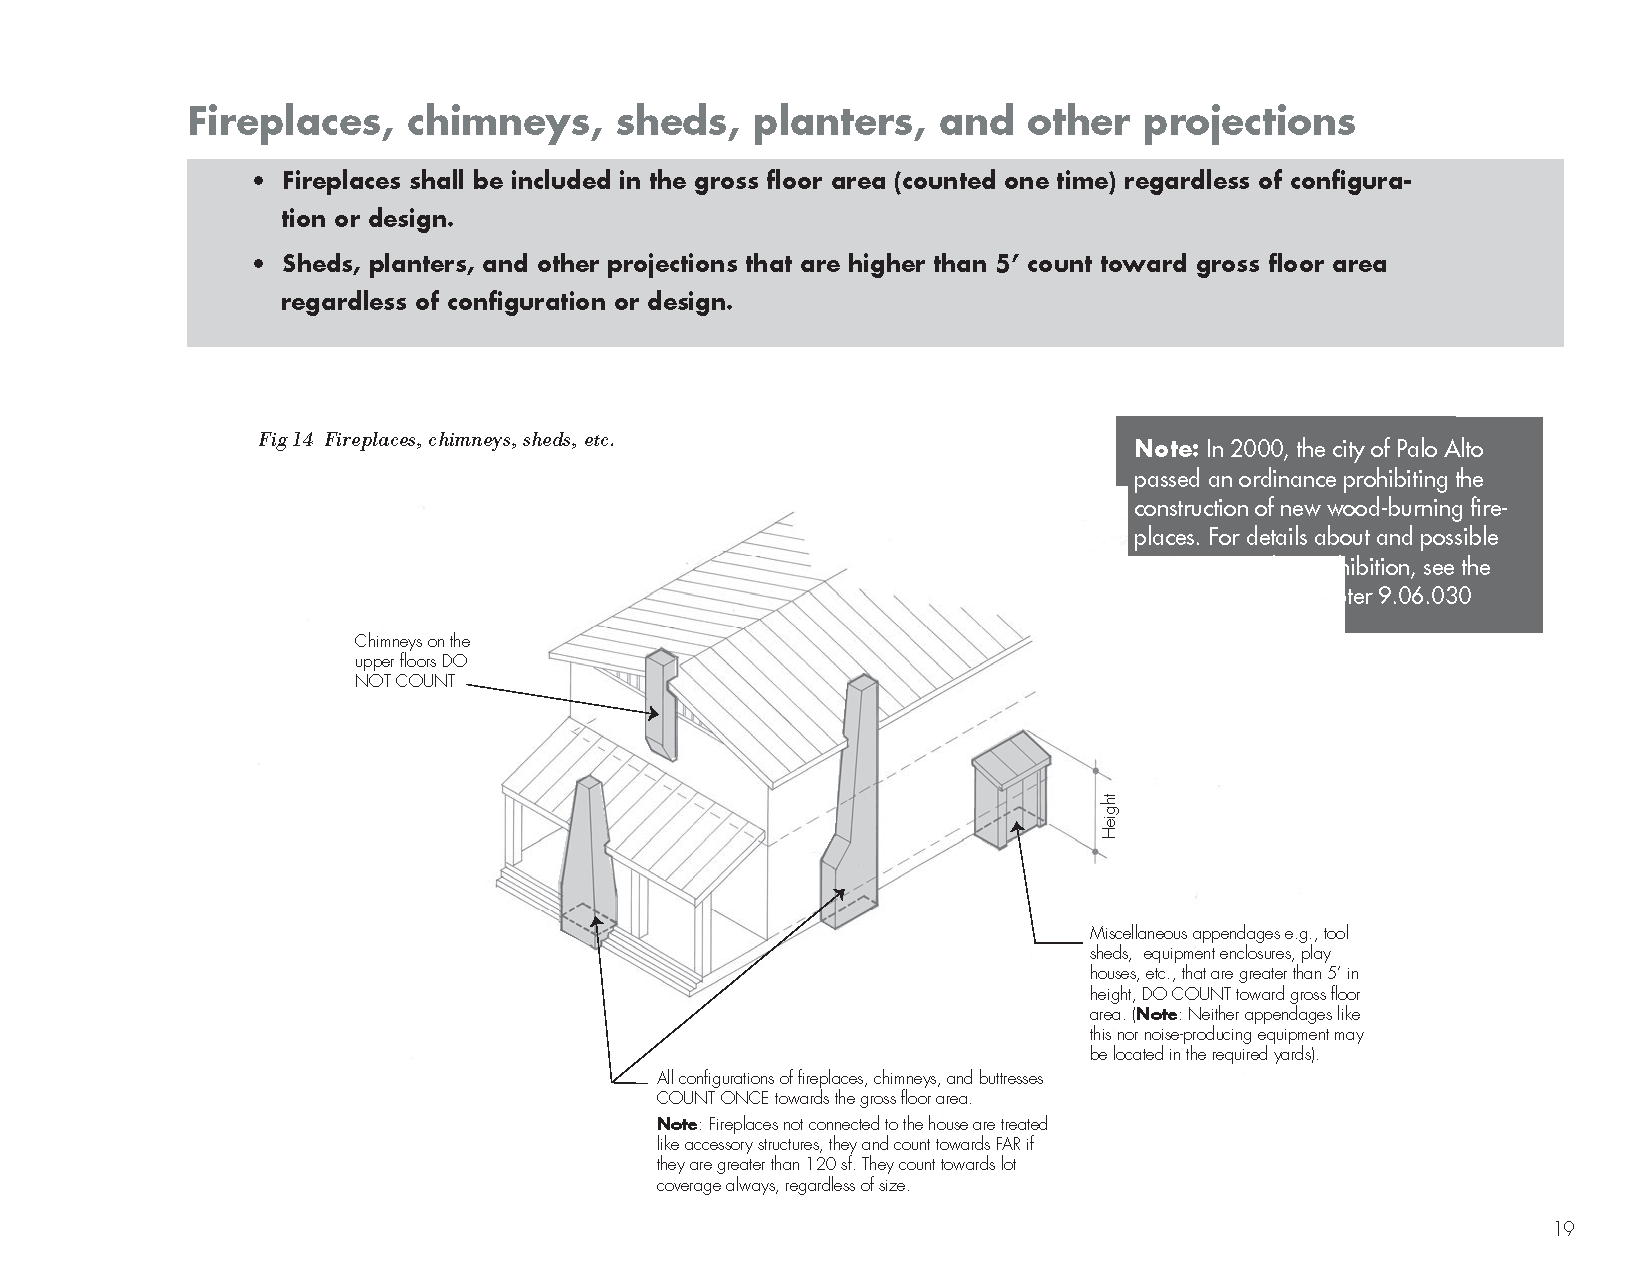 Fireplaces, chimneys, sheds, planters, and other projections
• Fireplaces shall be included in the gross floor area (counted one time) regardless of configura-
tion or design.
• Sheds, planters, and other projections that are higher than 5’ count toward gross floor area
regardless of configuration or design.
Fig 14 Fireplaces, chimneys, sheds, etc.
Note: In 2000, the city of Palo Alto
passed an ordinance prohibiting the
construction of new wood-burning fire-
places. For details about and possible
see the
9.06.030
Chimneys on the
upper floors DO
NOT COUNT
Height
Miscellaneous appendages e.g., tool
sheds, equipment enclosures, play
houses, etc., that are greater than 5’ in
height, DO COUNT toward gross floor
area. (Note: Neither appendages like
this nor noise-producing equipment may
be located in the required yards).
All configurations of fireplaces, chimneys, and buttresses
COUNT ONCE towards the gross floor area.
Note: Fireplaces not connected to the house are treated
like accessory structures, they and count towards FAR if
they are greater than 120 sf. They count towards lot
coverage always, regardless of size.
19